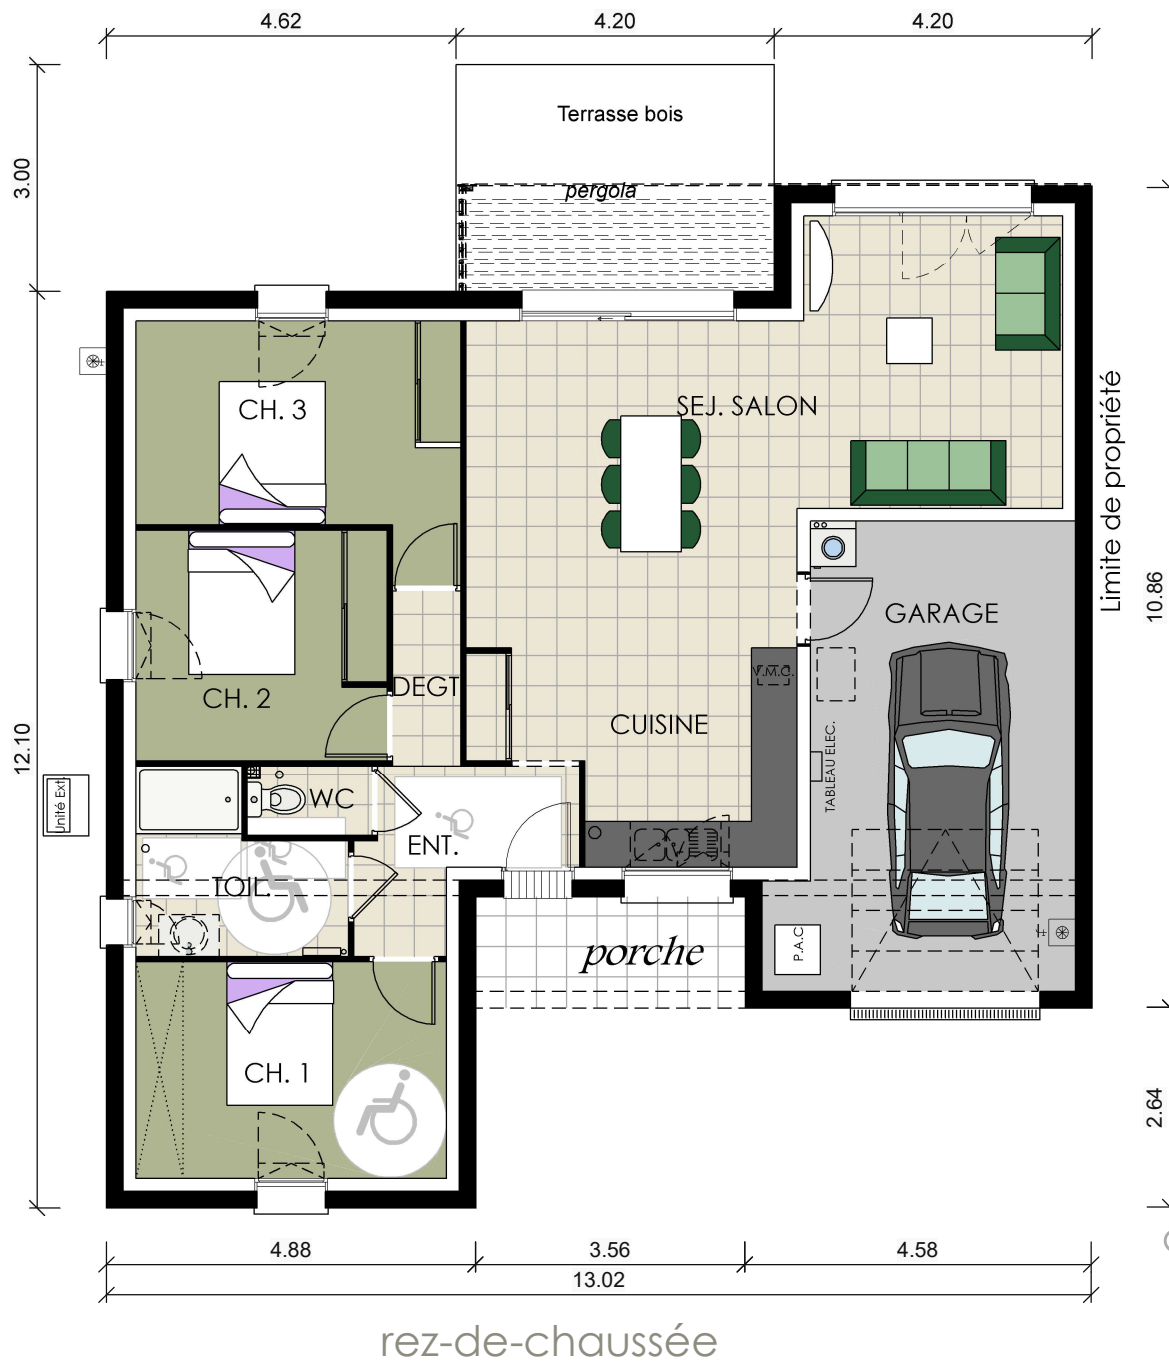 4.62
4.20
4.20
3.00
Terrasse bois
pergola
CH. 3
SEJ. SALON
Limite de propriété
10.86
GARAGE
CH. 2
DEGT
V.M.C.
CUISINE
12.10
TABLEAU ELEC.
Unité Ext.
WC
ENT.
TOIL.
porche
P.A.C
CH. 1
2.64
4.88
3.56
4.58
13.02
rez-de-chaussée